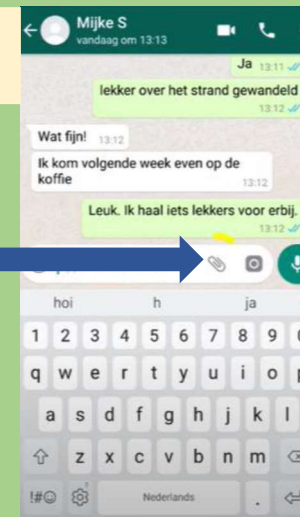 Mijke S
vandaag om 13:13
Ja 13:11
lekker over het strand gewandeld
13:12
Wat fijn! 13:12
Ik kom volgende week even op de
koffie 13:12
Leuk. Ik haal iets lekkers voor erbij.
13:12
hoi h ja
1 2 3 4 5 6 7 8 9
q w e r t y u i o
a s d f g h j k l
z x c v b n m
!#☺ Nederlands .